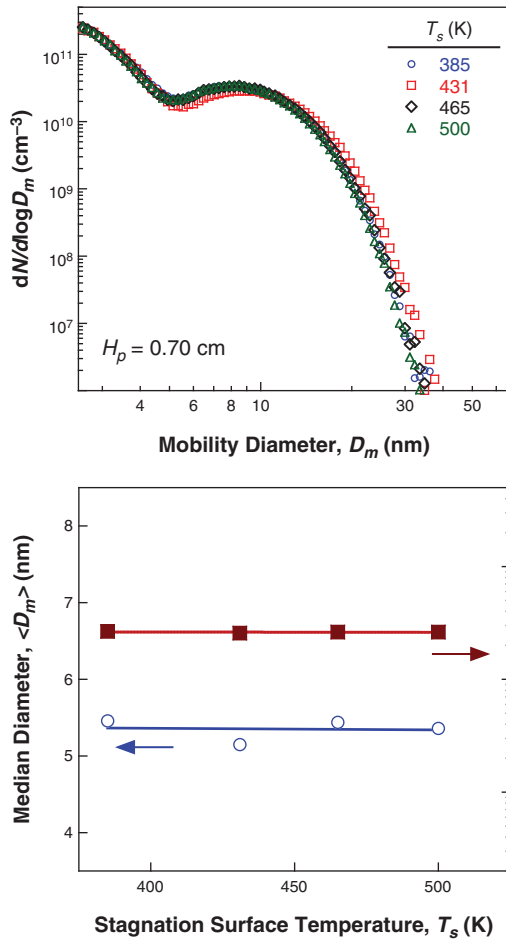 T_s (K)
385
431
465
500
10^11
10^10
10^9
10^8
10^7
dN/dlogD_m (cm^−3)
H_p = 0.70 cm
4 6 8 10 30 50
Mobility Diameter, D_m (nm)
8
7
6
5
4
Median Diameter, <D_m> (nm)
400 450 500
Stagnation Surface Temperature, T_s (K)